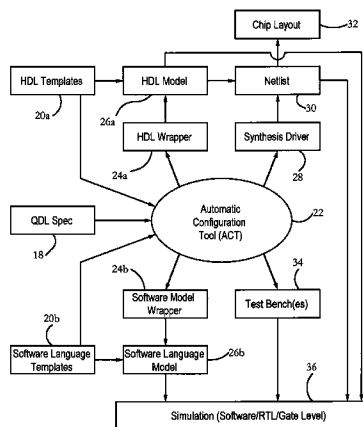 Chip Layout
32
HDL Templates
HDL Model
Netlist
20a
26a
30
HDL Wrapper
Synthesis Driver
24a
28
Automatic
Configuration
Tool (ACT)
22
QDL Spec
18
24b
34
Software Model
Wrapper
Test Bench(es)
20b
Software Language
Templates
Software Language
Model
26b
36
Simulation (Software/RTL/Gate Level)